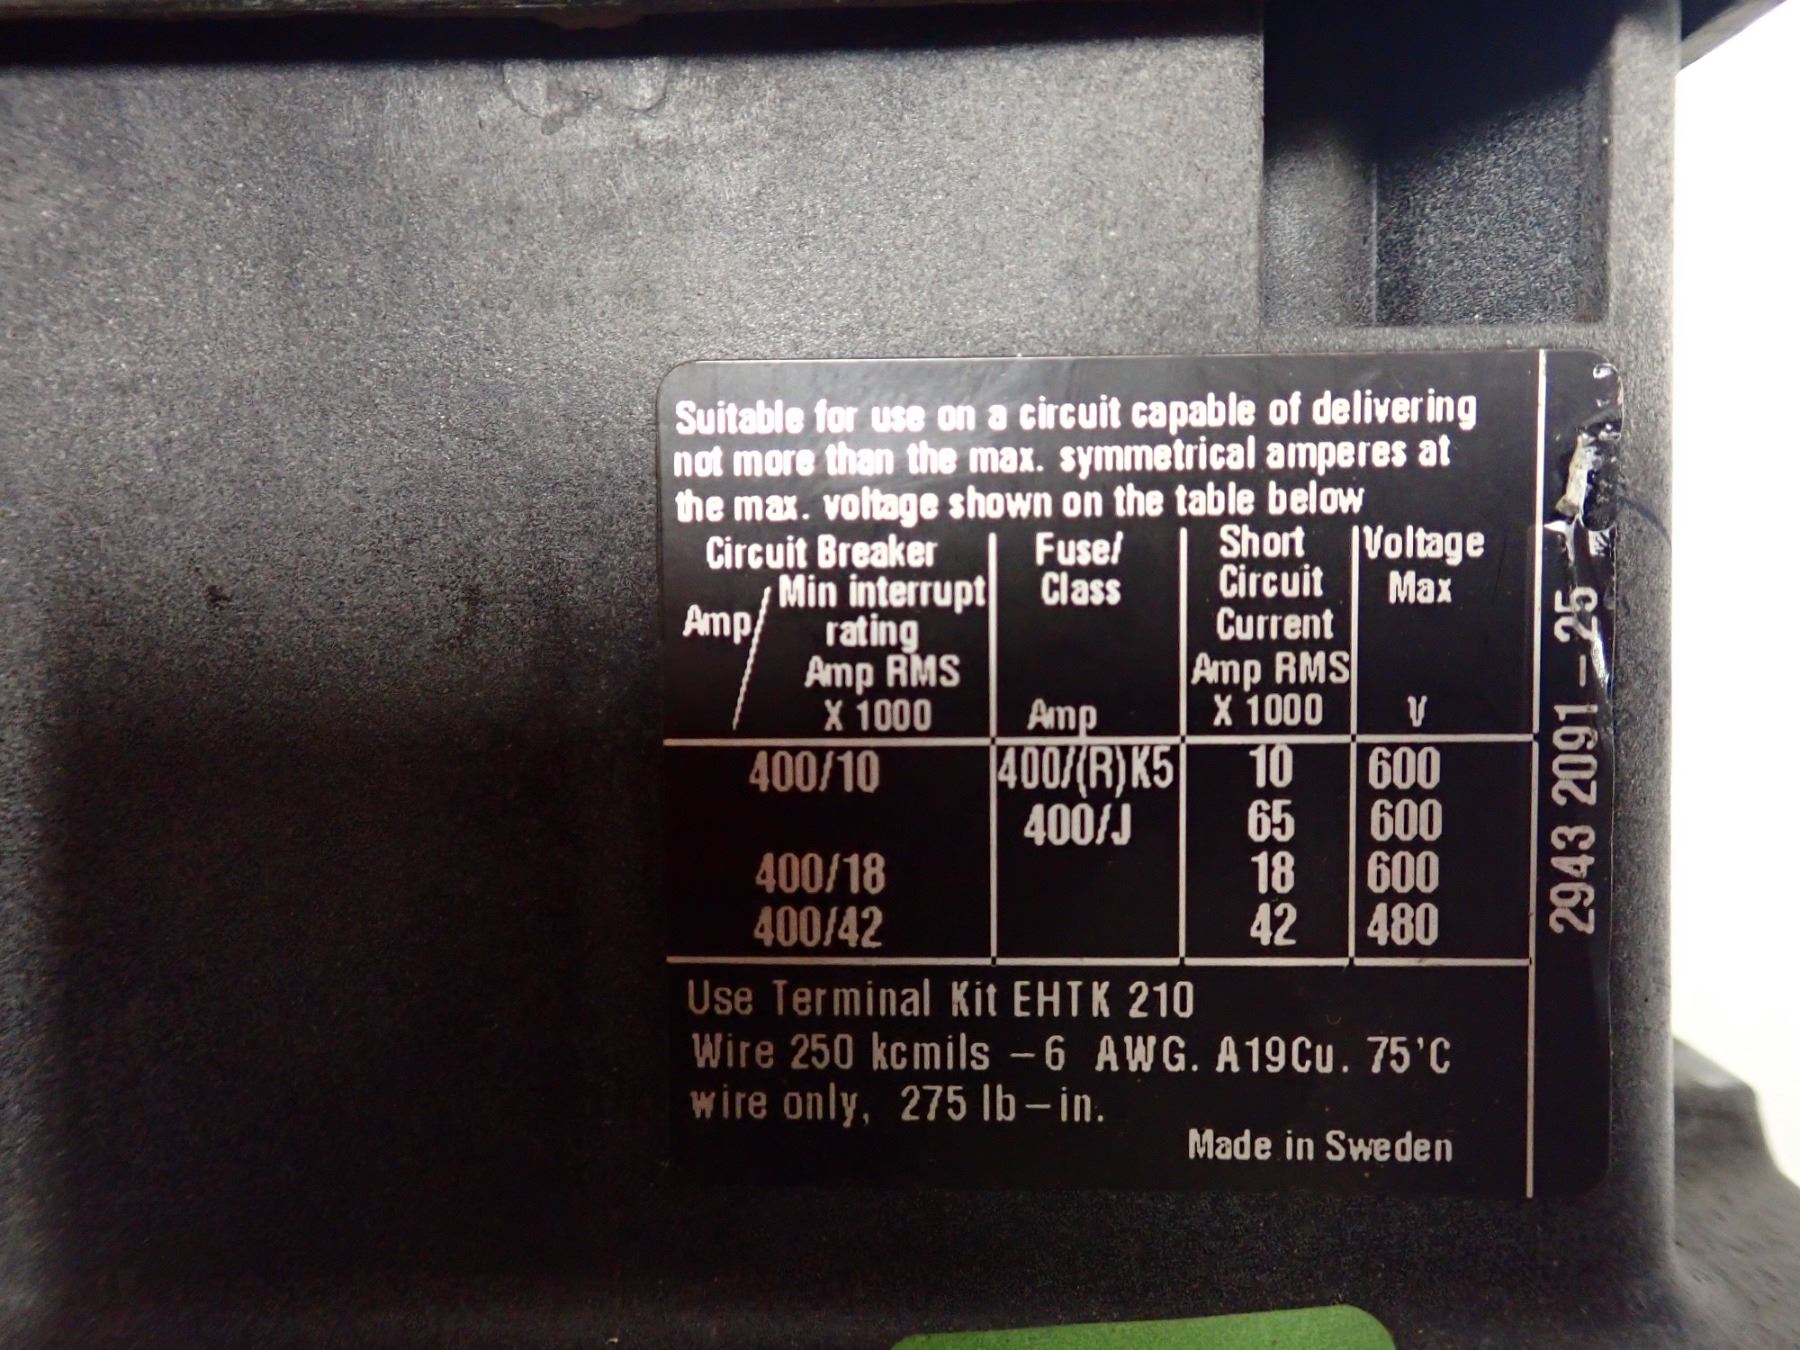 Suitable for use on a circuit capable of delivering
not more than the max. symmetrical amperes at
the max. voltage shown on the table below
Circuit Breaker
Amp/ Min interrupt
rating
Amp RMS
X 1000
Fuse/
Class
Amp
Short
Circuit
Current
Amp RMS
X 1000
Voltage
Max
V
400/10 400/(R)K5 10 600
400/J 65 600
400/18 18 600
400/42 42 480
Use Terminal Kit EHTK 210
Wire 250 kcmils – 6 AWG. A19Cu. 75'C
wire only, 275 lb – in.
Made in Sweden
2943 2091 – 25